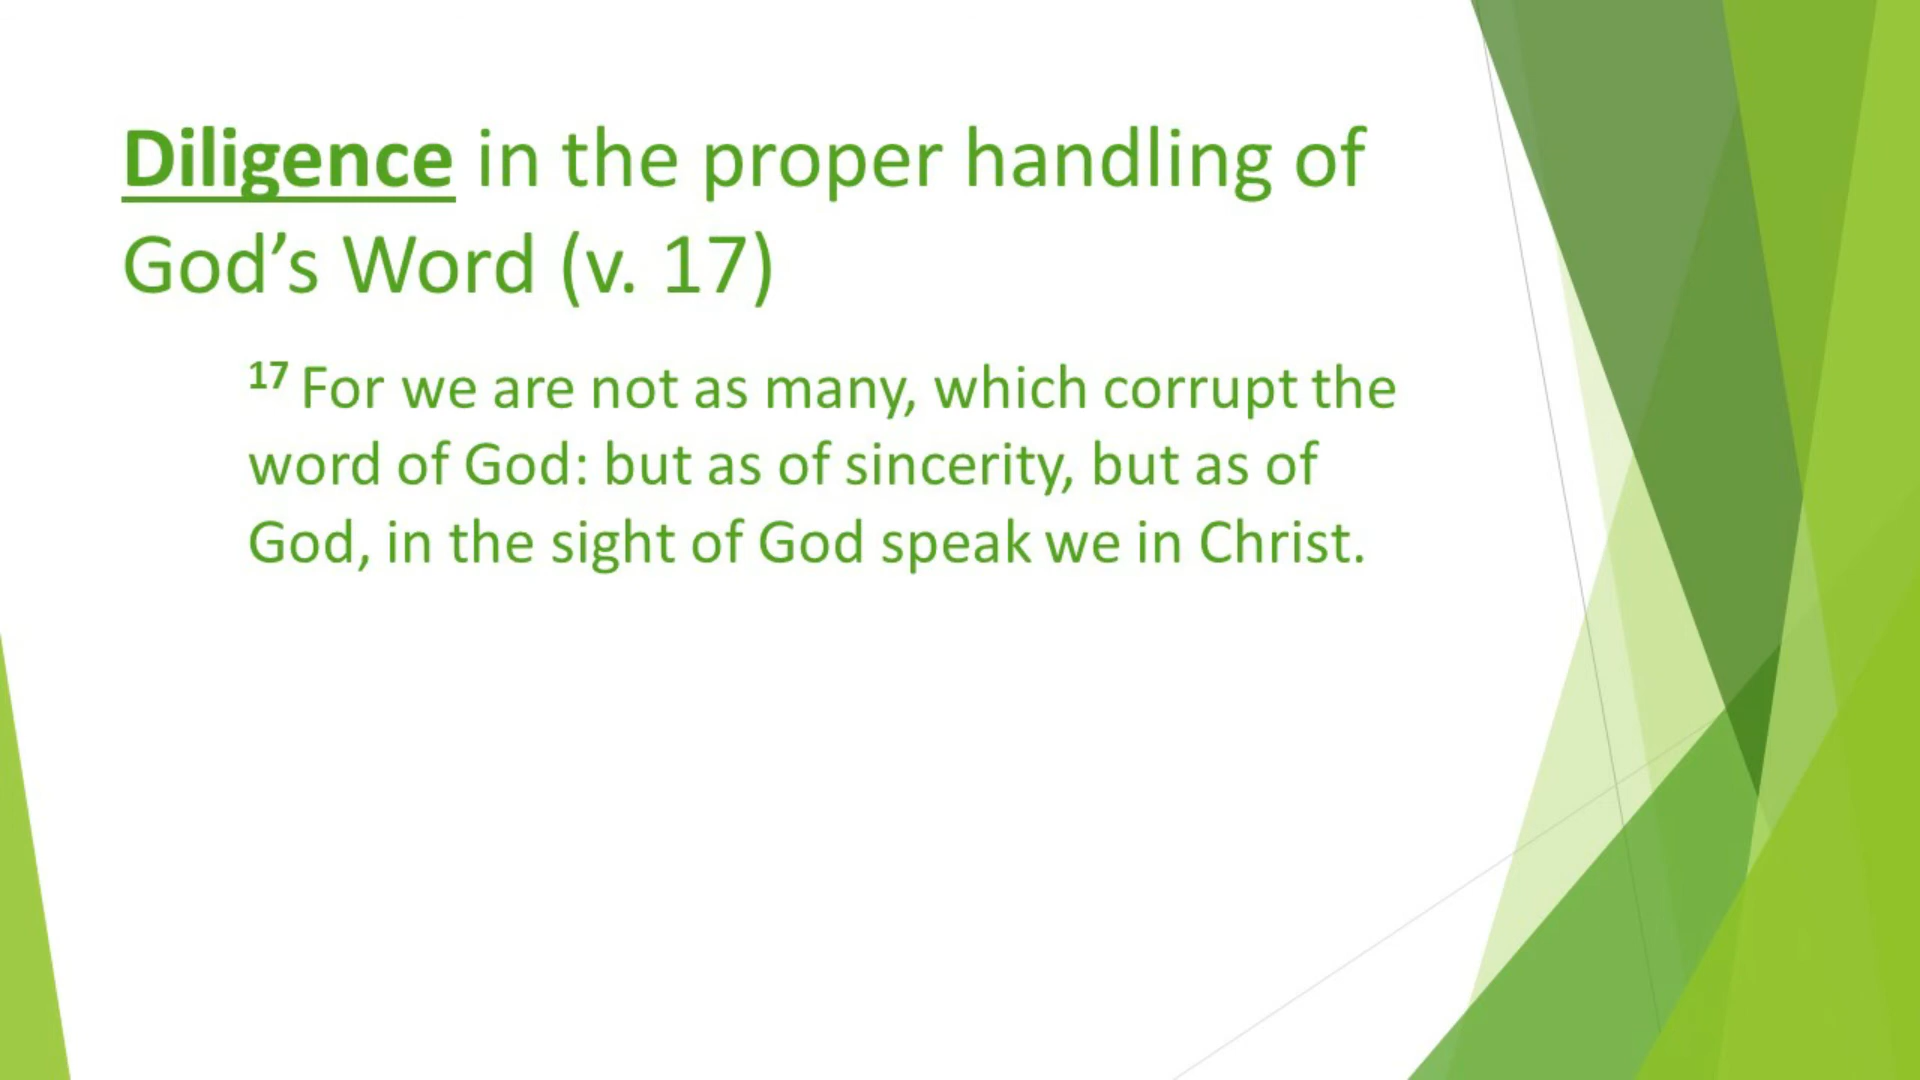 Diligence in the proper handling of
God’s Word (v. 17)
17 For we are not as many, which corrupt the
word of God: but as of sincerity, but as of
God, in the sight of God speak we in Christ.